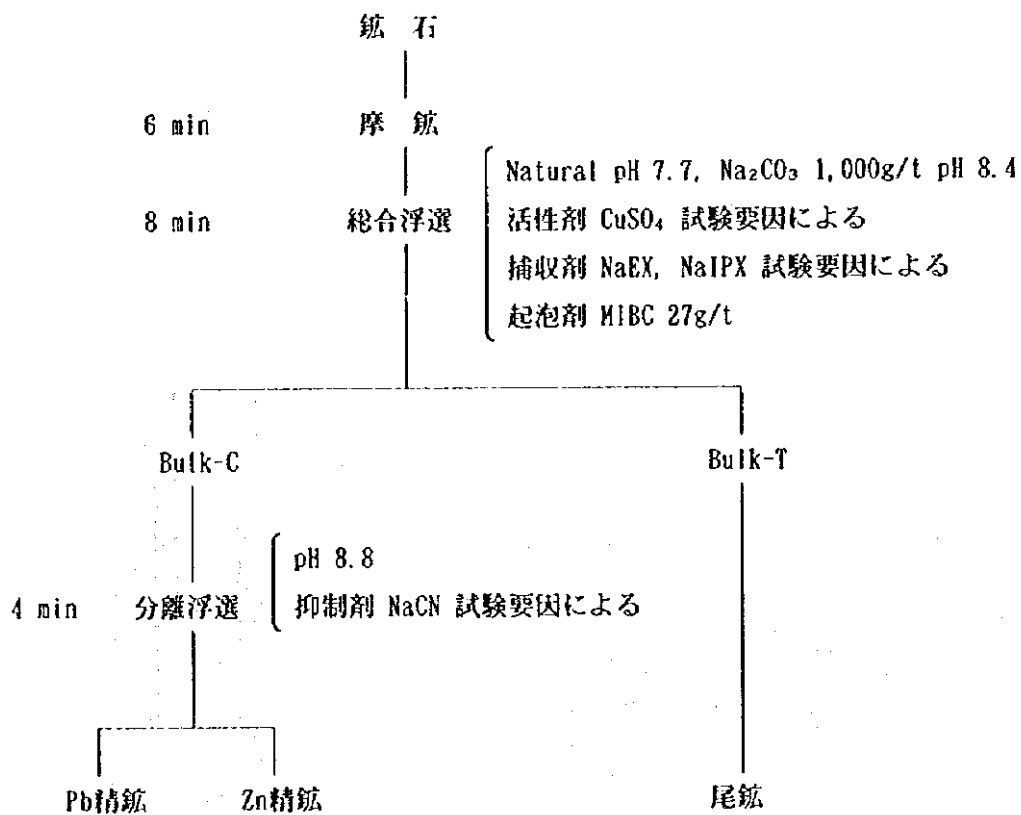 鉱 石
6 min 摩 鉱
Natural pH 7.7, Na₂CO₃ 1,000g/t pH 8.4
8 min 総合浮選 活性剤 CuSO₄ 試験要因による
捕収剤 NaEX, NaIPX 試験要因による
起泡剤 MIBC 27g/t
Bulk-C Bulk-T
pH 8.8
4 min 分離浮選 抑制剤 NaCN 試験要因による
Pb精鉱 Zn精鉱 尾鉱